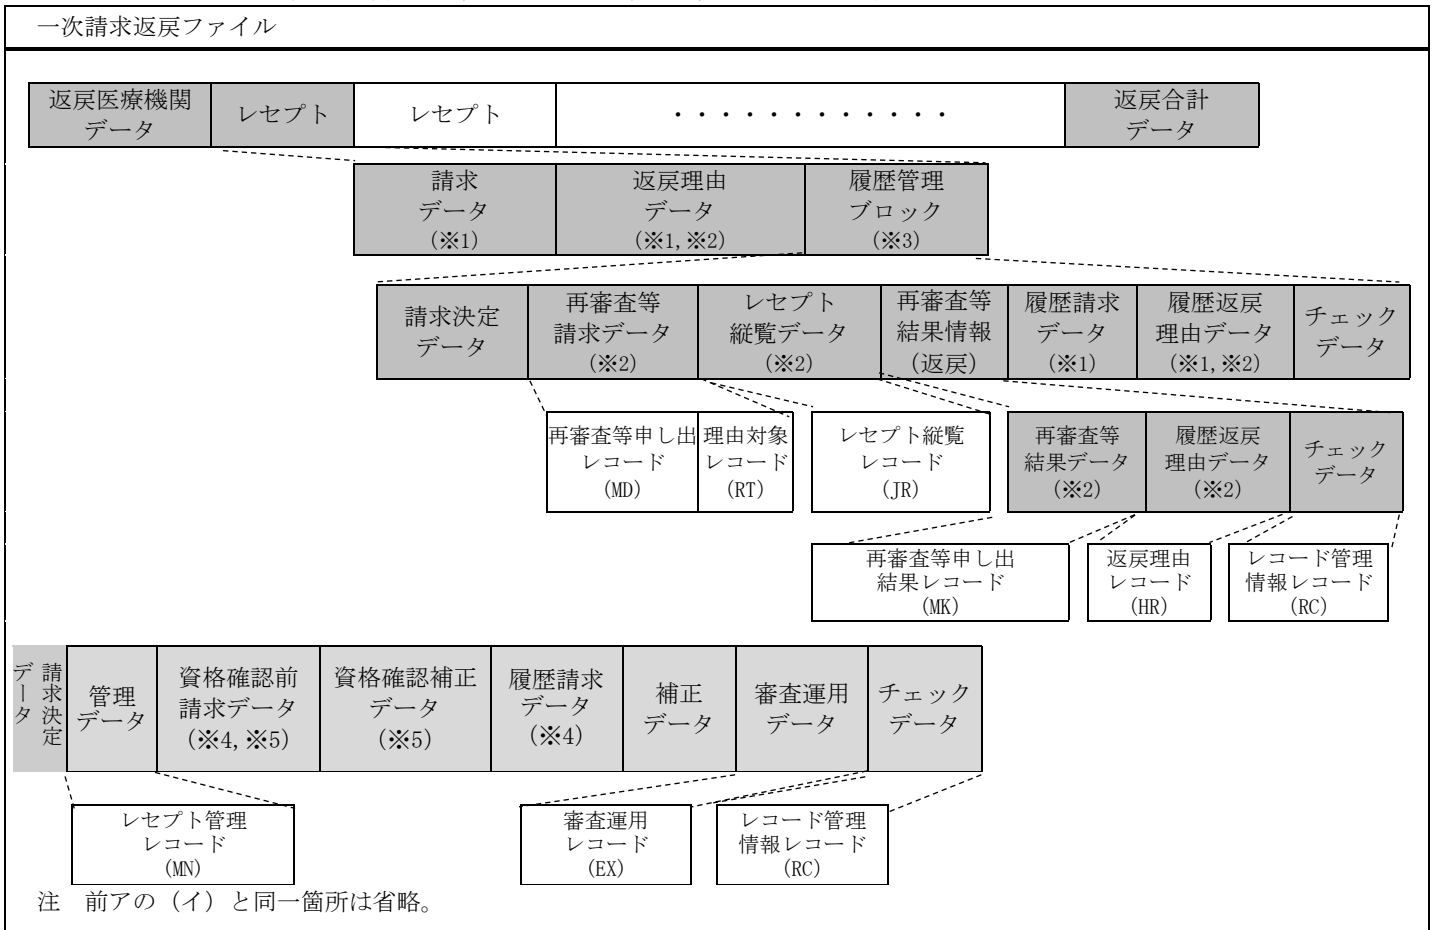 一次請求返戻ファイル
返戻医療機関
データ
レセプト
レセプト
・・・・・・・・・・・・
返戻合計
データ
請求
データ
(※1)
返戻理由
データ
(※1,※2)
履歴管理
ブロック
(※3)
請求決定
データ
再審査等
請求データ
(※2)
レセプト
縦覧データ
(※2)
再審査等
結果情報
(返戻)
履歴請求
データ
(※1)
履歴返戻
理由データ
(※1,※2)
チェック
データ
再審査等申し出
レコード
(MD)
理由対象
レコード
(RT)
レセプト縦覧
レコード
(JR)
再審査等
結果データ
(※2)
履歴返戻
理由データ
(※2)
チェック
データ
再審査等申し出
結果レコード
(MK)
返戻理由
レコード
(HR)
レコード管理
情報レコード
(RC)
請求決定
データ
管理
データ
資格確認前
請求データ
(※4,※5)
資格確認補正
データ
(※5)
履歴請求
データ
(※4)
補正
データ
審査運用
データ
チェック
データ
レセプト管理
レコード
(MN)
審査運用
レコード
(EX)
レコード管理
情報レコード
(RC)
注　前アの（イ）と同一箇所は省略。